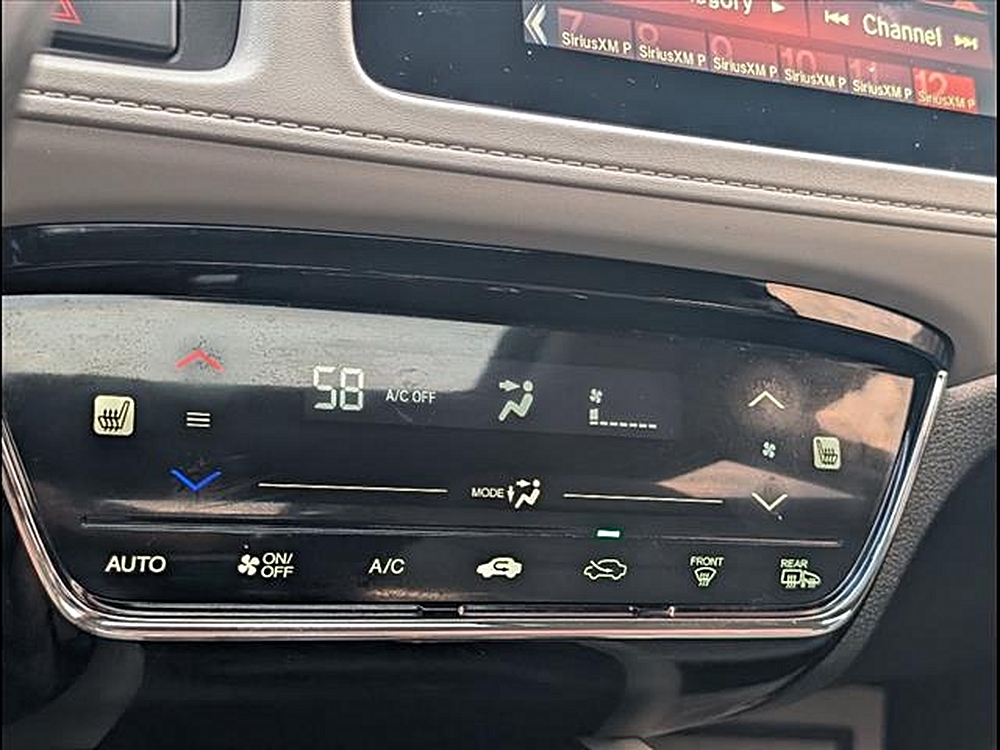 Channel
7
8
9
10
11
12
SiriusXM P
SiriusXM P
SiriusXM P
SiriusXM P
SiriusXM P
SiriusXM P
58
A/C OFF
MODE
AUTO
ON/
OFF
A/C
FRONT
REAR